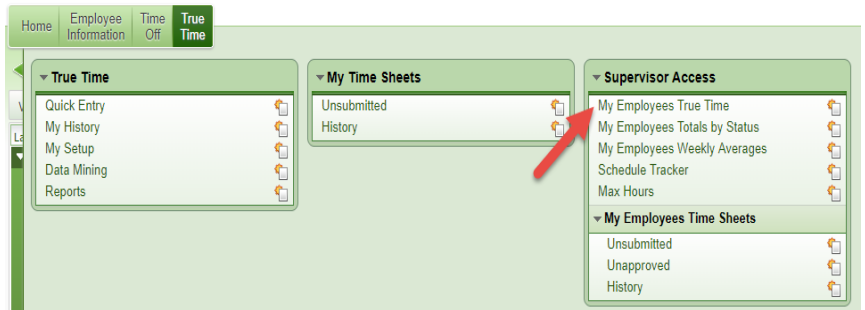 Home
Employee
Information
Time
Off
True
Time
True Time
Quick Entry
My History
My Setup
Data Mining
Reports
My Time Sheets
Unsubmitted
History
Supervisor Access
My Employees True Time
My Employees Totals by Status
My Employees Weekly Averages
Schedule Tracker
Max Hours
My Employees Time Sheets
Unsubmitted
Unapproved
History
La